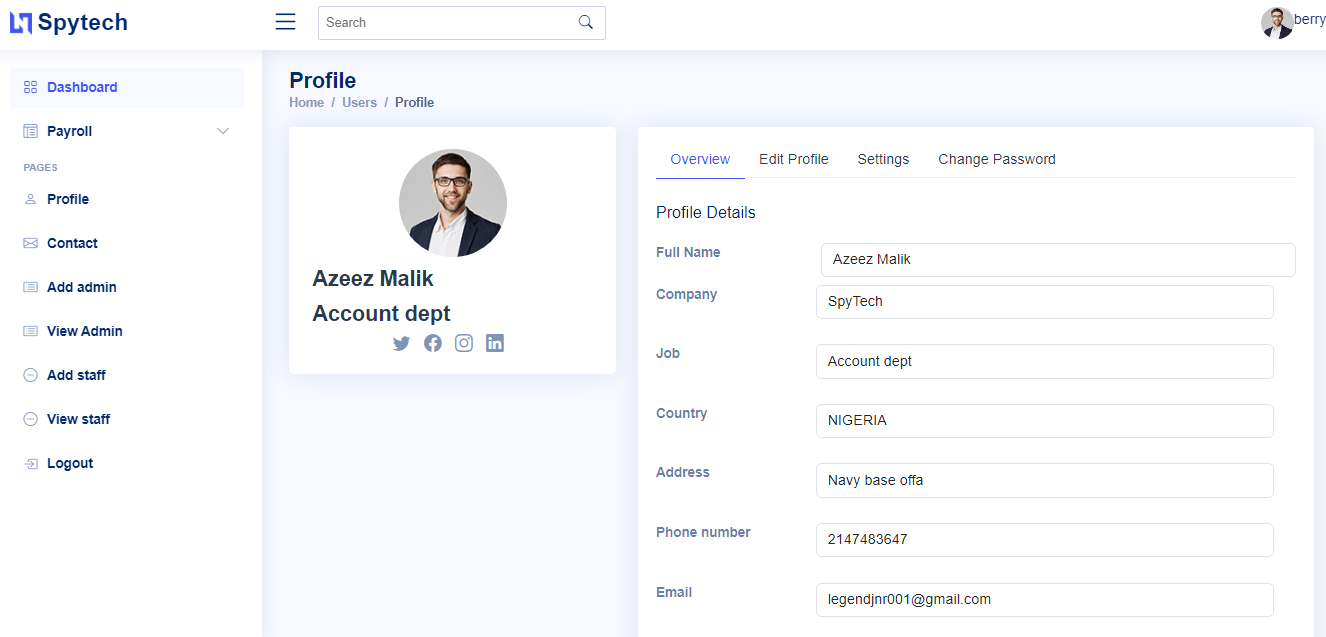 Spytech
Search
berry
Dashboard
Payroll
PAGES
Profile
Contact
Add admin
View Admin
Add staff
View staff
Logout
Profile
Home / Users / Profile
Azeez Malik
Account dept
Overview Edit Profile Settings Change Password
Profile Details
Full Name Azeez Malik
Company SpyTech
Job Account dept
Country NIGERIA
Address Navy base offa
Phone number 2147483647
Email legendjnr001@gmail.com